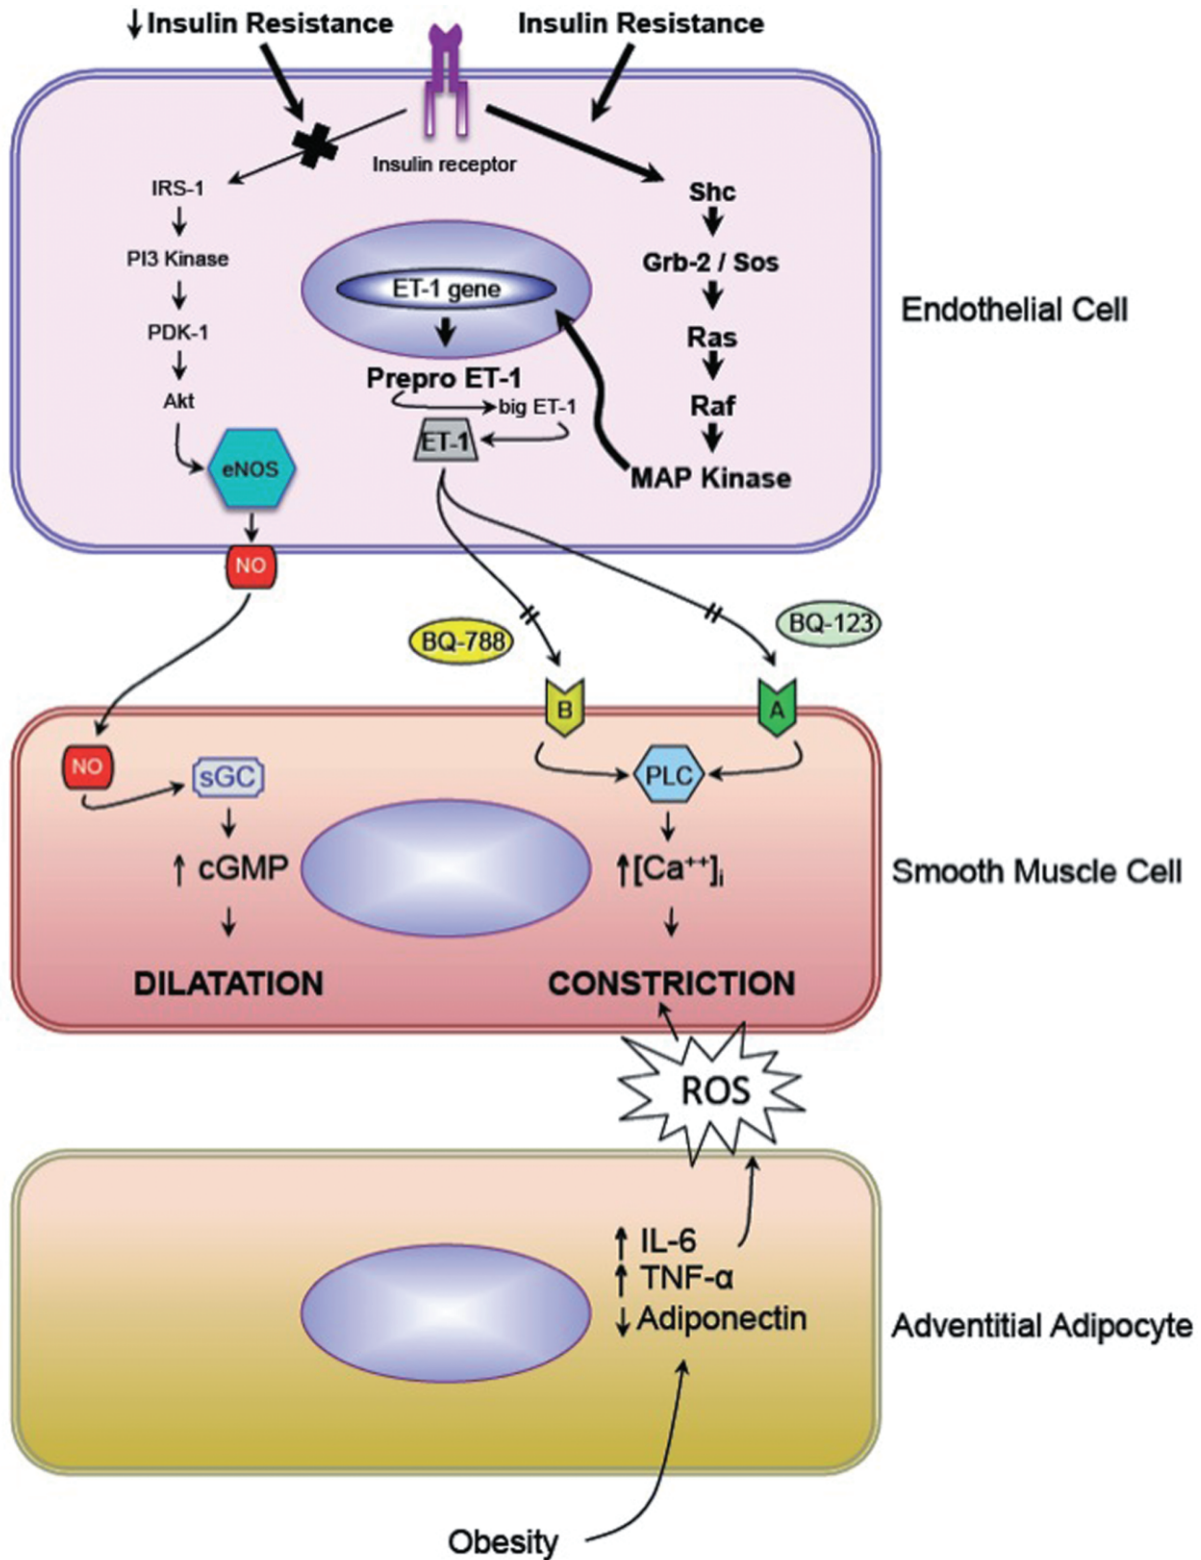 ↓Insulin Resistance
Insulin Resistance
Insulin receptor
IRS-1
PI3 Kinase
PDK-1
Akt
eNOS
NO
ET-1 gene
Prepro ET-1
big ET-1
ET-1
Shc
Grb-2 / Sos
Ras
Raf
MAP Kinase
Endothelial Cell
BQ-788
BQ-123
B
A
NO
sGC
↑ cGMP
DILATATION
PLC
↑[Ca⁺⁺]ᵢ
CONSTRICTION
Smooth Muscle Cell
ROS
↑ IL-6
↑ TNF-α
↓ Adiponectin
Adventitial Adipocyte
Obesity